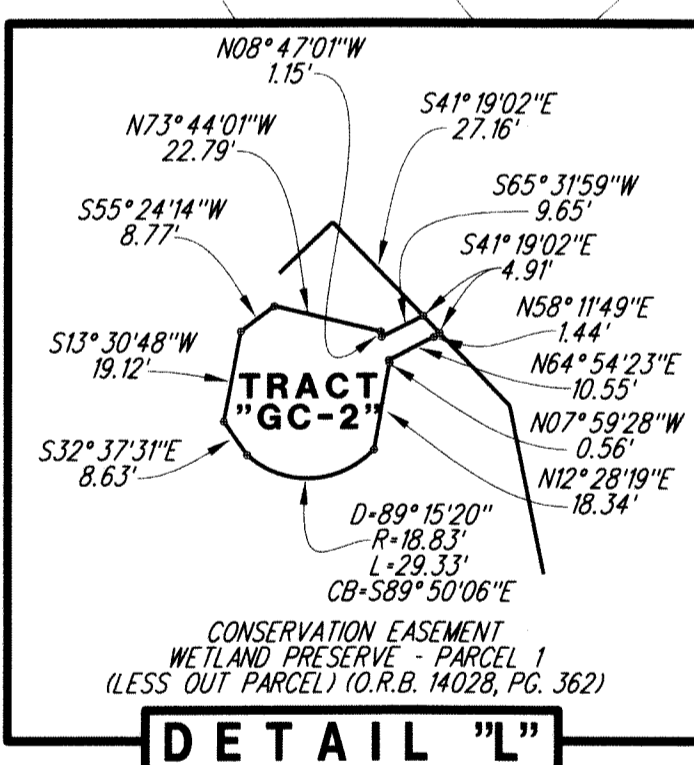 N08°47'01"W
1.15'
S41°19'02"E
27.16'
N73°44'01"W
22.79'
S65°31'59"W
9.65'
S55°24'14"W
8.77'
S41°19'02"E
4.91'
N58°11'49"E
1.44'
S13°30'48"W
19.12'
N64°54'23"E
10.55'
TRACT
"GC-2"
N07°59'28"W
0.56'
S32°37'31"E
8.63'
N12°28'19"E
18.34'
D=89°15'20"
R=18.83'
L=29.33'
CB=S89°50'06"E
CONSERVATION EASEMENT
WETLAND PRESERVE - PARCEL 1
(LESS OUT PARCEL) (O.R.B. 14028, PG. 362)
DETAIL "L"